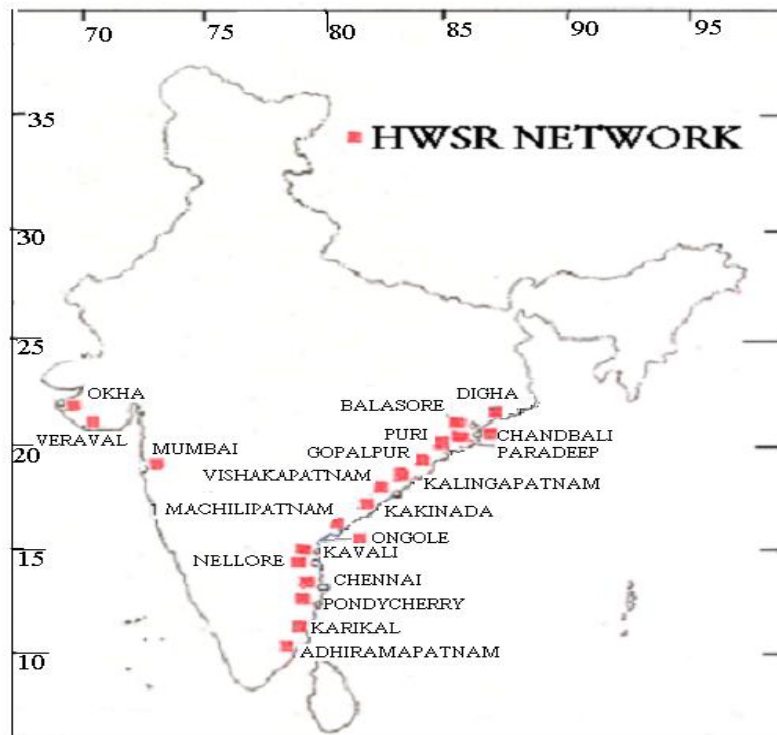 70 75 80 85 90 95
35
HWSR NETWORK
30
25
OKHA
DIGHA
BALASORE
20
VERAVAL
PURI
CHANDBALI
MUMBAI
GOPALPUR
PARADEEP
VISHAKAPATNAM
KALINGAPATNAM
MACHILIPATNAM
KAKINADA
ONGOLE
15
KAVALI
NELLORE
CHENNAI
PONDYCHERRY
KARIKAL
10
ADHIRAMAPATNAM